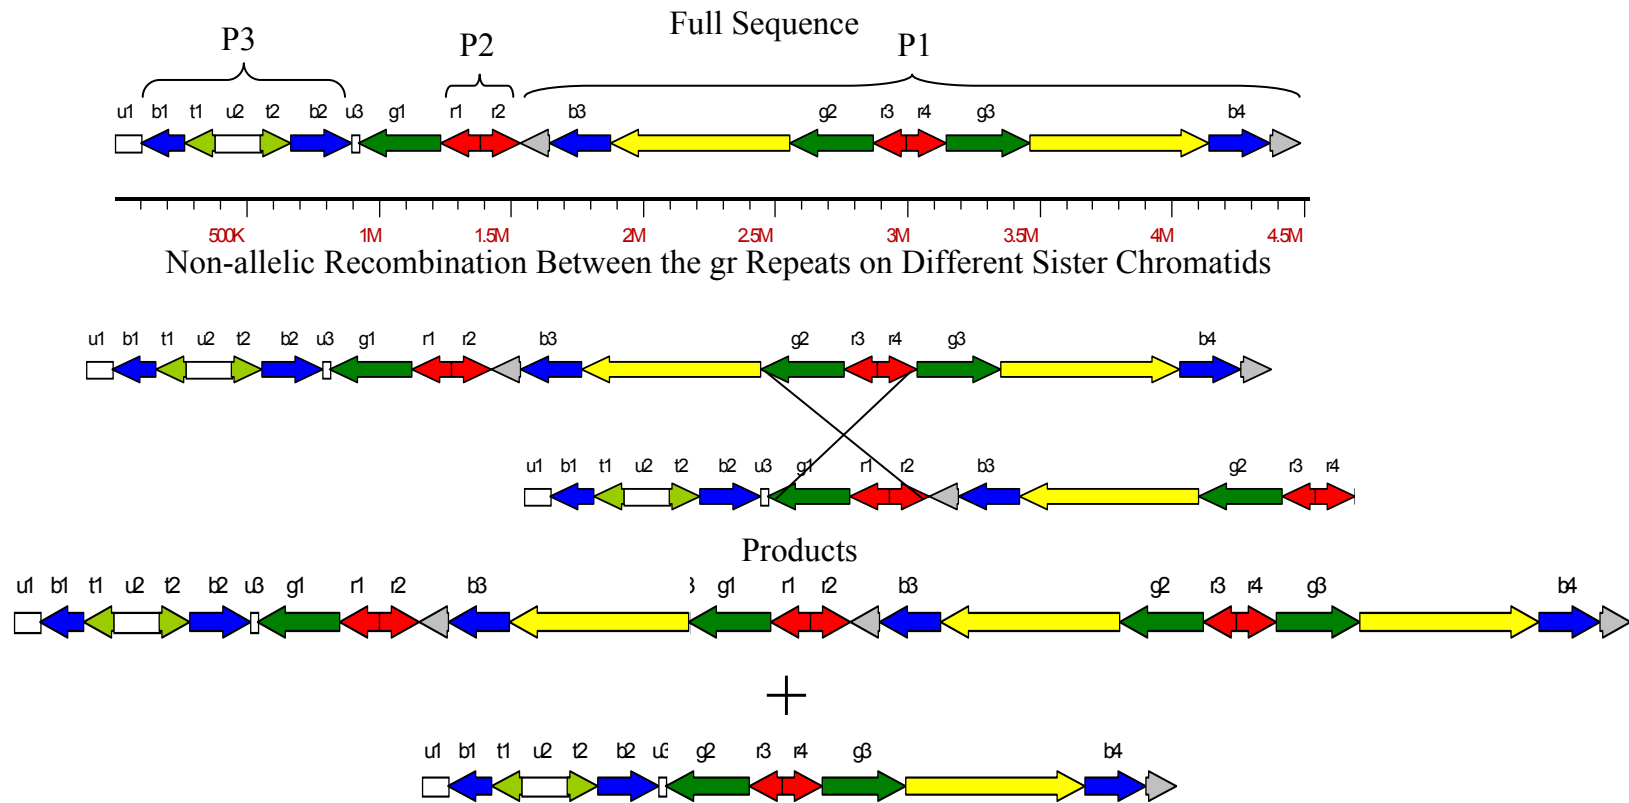 Full Sequence
P3 P2 P1
u1 b1 t1 u2 t2 b2 u3 g1 r1 r2 b3 g2 r3 r4 g3 b4
500K 1M 1.5M 2M 2.5M 3M 3.5M 4M 4.5M
Non-allelic Recombination Between the gr Repeats on Different Sister Chromatids
u1 b1 t1 u2 t2 b2 u3 g1 r1 r2 b3 g2 r3 r4 g3 b4
u1 b1 t1 u2 t2 b2 u3 g1 r1 r2 b3 g2 r3 r4
Products
u1 b1 t1 u2 t2 b2 u3 g1 r1 r2 b3 3 g1 r1 r2 b3 g2 r3 r4 g3 b4
+
u1 b1 t1 u2 t2 b2 u3 g2 r3 r4 g3 b4